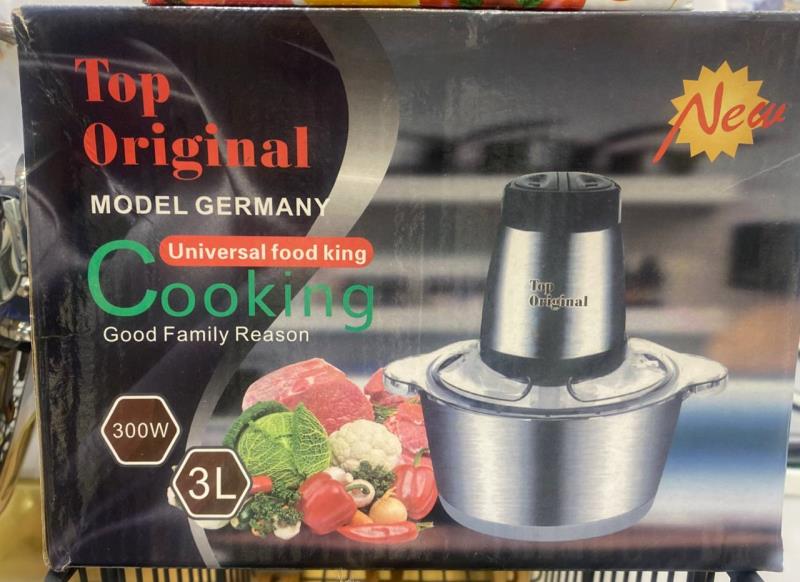 Top
Original
MODEL GERMANY
Universal food king
Cooking
Good Family Reason
300W
3L
New
Top
Original